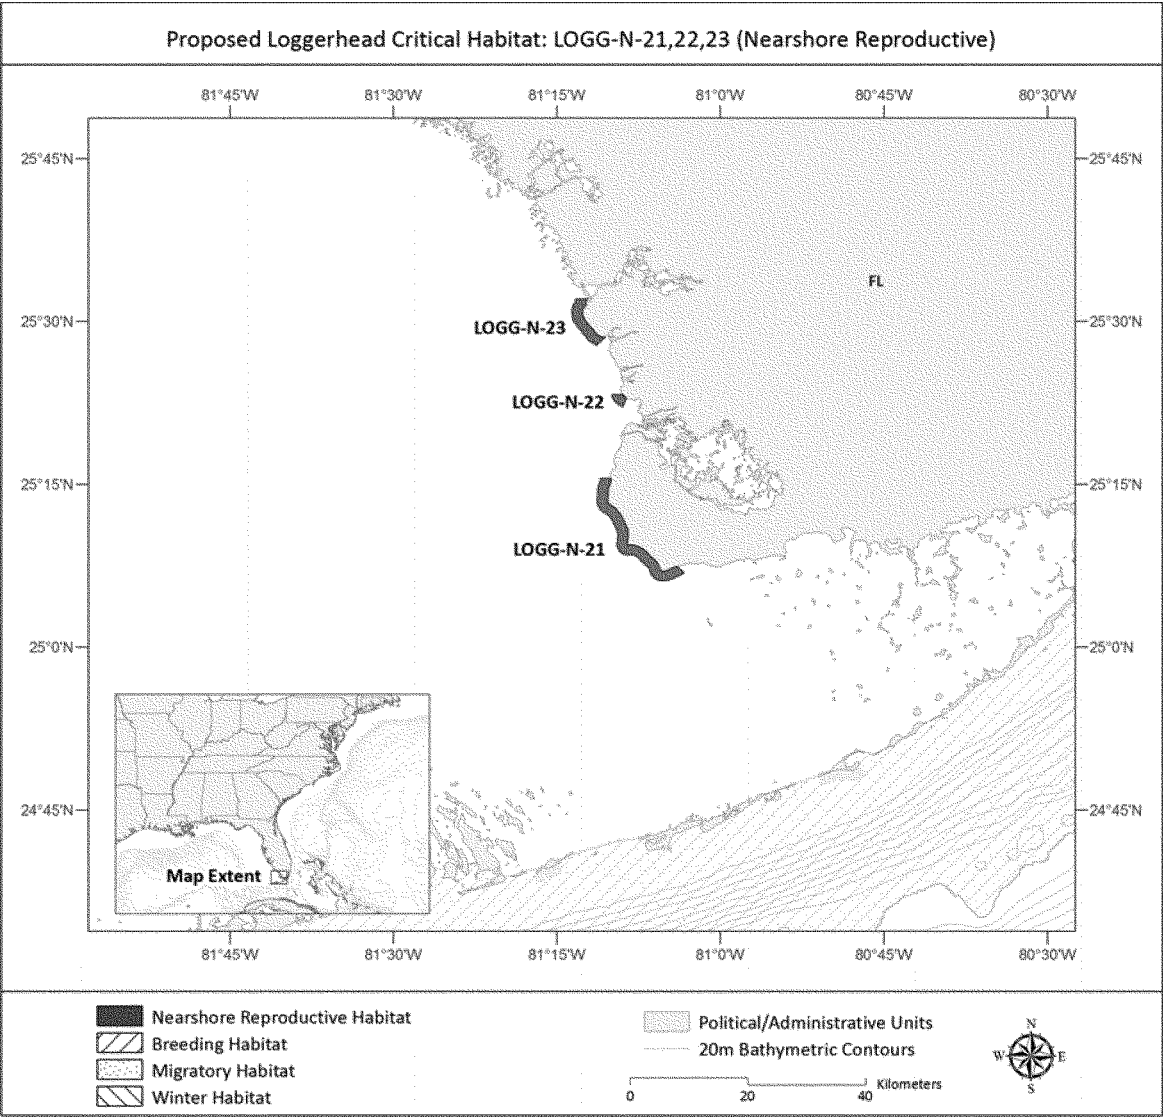 Proposed Loggerhead Critical Habitat: LOGG-N-21,22,23 (Nearshore Reproductive)
81°45'W 81°30'W 81°15'W 81°0'W 80°45'W 80°30'W
25°45'N 25°45'N
FL
25°30'N 25°30'N
LOGG-N-23
LOGG-N-22
25°15'N 25°15'N
LOGG-N-21
25°0'N 25°0'N
24°45'N 24°45'N
Map Extent
81°45'W 81°30'W 81°15'W 81°0'W 80°45'W 80°30'W
Nearshore Reproductive Habitat
Breeding Habitat
Migratory Habitat
Winter Habitat
Political/Administrative Units
20m Bathymetric Contours
Kilometers
0 20 40
N
W E
S